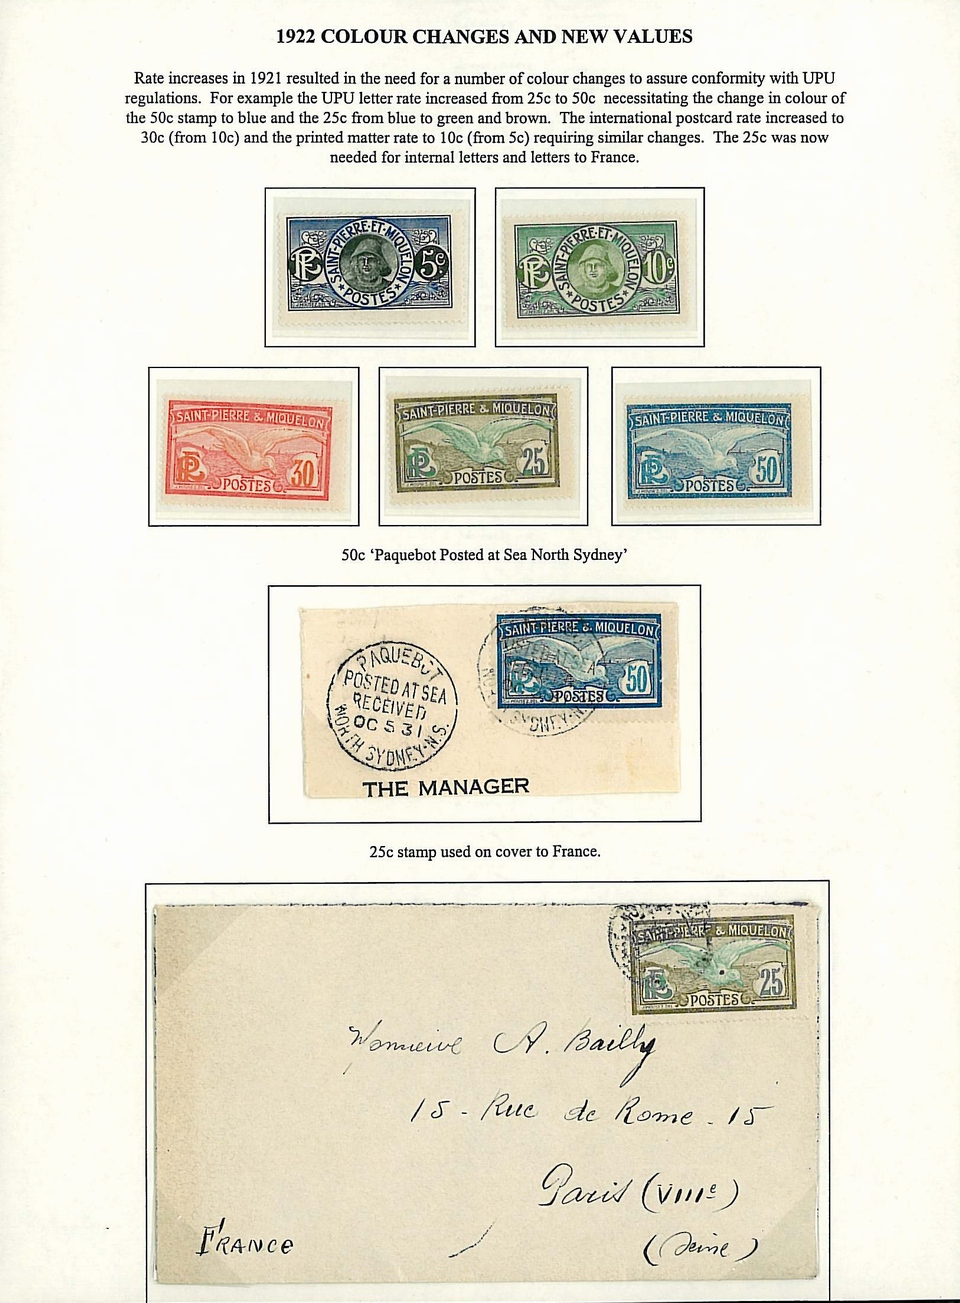 1922 COLOUR CHANGES AND NEW VALUES
Rate increases in 1921 resulted in the need for a number of colour changes to assure conformity with UPU
regulations. For example the UPU letter rate increased from 25c to 50c necessitating the change in colour of
the 50c stamp to blue and the 25c from blue to green and brown. The international postcard rate increased to
30c (from 10c) and the printed matter rate to 10c (from 5c) requiring similar changes. The 25c was now
needed for internal letters and letters to France.
SAINT-PIERRE-ET-MIQUELON
5c
★ POSTES ★
SAINT-PIERRE-ET-MIQUELON
10c
★ POSTES ★
SAINT-PIERRE & MIQUELON
30
POSTES
SAINT-PIERRE & MIQUELON
25
POSTES
SAINT-PIERRE & MIQUELON
50
POSTES
50c ‘Paquebot Posted at Sea North Sydney’
PAQUEBOT
POSTED AT SEA
RECEIVED
OC 5 31
NORTH SYDNEY-N.S.
SAINT-PIERRE & MIQUELON
50
POSTES
THE MANAGER
25c stamp used on cover to France.
SAINT-PIERRE & MIQUELON
25
POSTES
A. Bailly
15 - Rue de Rome - 15
Paris (VIIIe)
France
(Seine)